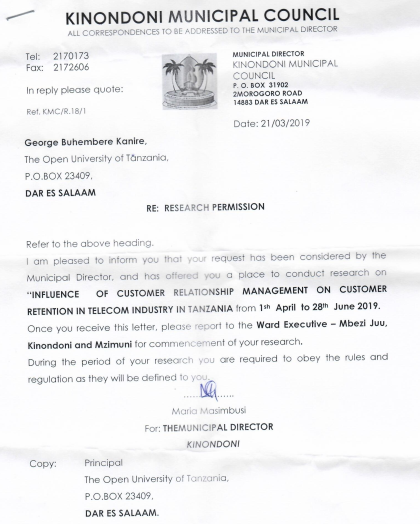 KINONDONI MUNICIPAL COUNCIL
ALL CORRESPONDENCES TO BE ADDRESSED TO THE MUNICIPAL DIRECTOR
Tel: 2170173
Fax: 2172606
In reply please quote:
Ref. KMC/R.18/1
MUNICIPAL DIRECTOR
KINONDONI MUNICIPAL
COUNCIL
P. O. BOX 31902
2MOROGORO ROAD
14883 DAR ES SALAAM
Date: 21/03/2019
George Buhembere Kanire,
The Open University of Tanzania,
P.O.BOX 23409,
DAR ES SALAAM
RE: RESEARCH PERMISSION
Refer to the above heading.
I am pleased to inform you that your request has been considered by the
Municipal Director, and has offered you a place to conduct research on
"INFLUENCE OF CUSTOMER RELATIONSHIP MANAGEMENT ON CUSTOMER
RETENTION IN TELECOM INDUSTRY IN TANZANIA from 1st April to 28th June 2019.
Once you receive this letter, please report to the Ward Executive – Mbezi Juu,
Kinondoni and Mzimuni for commencement of your research.
During the period of your research you are required to obey the rules and
regulation as they will be defined to you.
Maria Masimbusi
For: THEMUNICIPAL DIRECTOR
KINONDONI
Copy: Principal
The Open University of Tanzania,
P.O.BOX 23409,
DAR ES SALAAM.